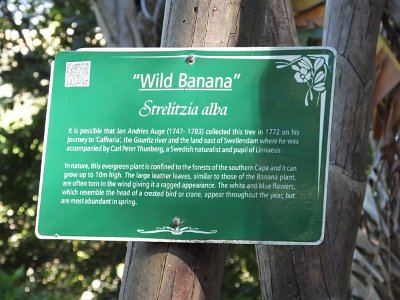 "Wild Banana"
Strelitzia alba
It is possible that Jan Andries Auge (1747- 1783) collected this tree in 1772 on his
journey to 'Caffraria', the Gouritz river and the land east of Swellendam where he was
accompanied by Carl Peter Thunberg, a Swedish naturalist and pupil of Linnaeus.
In nature, this evergreen plant is confined to the forests of the southern Cape and it can
grow up to 10m high. The large leather leaves, similar to those of the Banana plant,
are often torn in the wind giving it a ragged appearance. The white and blue flowers,
which resemble the head of a crested bird or crane, appear throughout the year, but
are most abundant in spring.